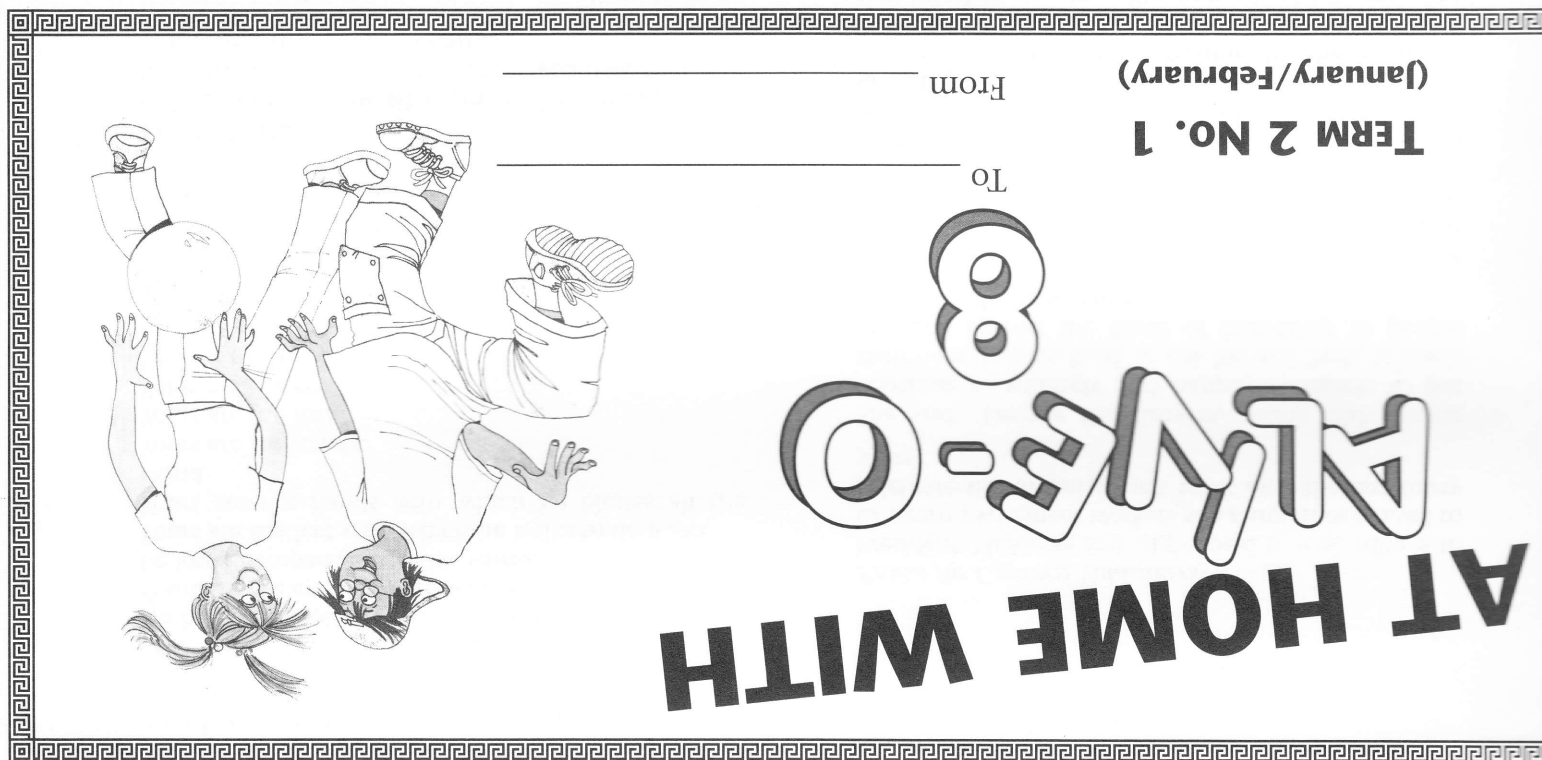 AT HOME WITH
ALIVE-O
8
TERM 2 No. 1
(January/February)
To
From